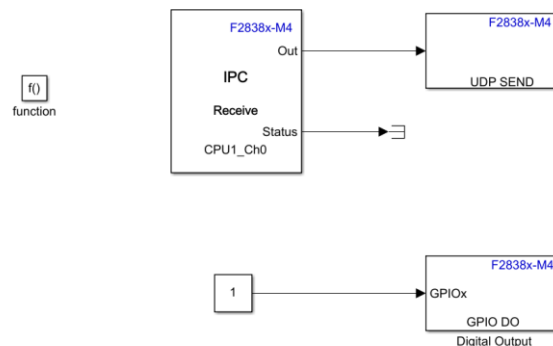 F2838x-M4
Out
IPC
Receive
Status
CPU1_Ch0
F2838x-M4
UDP SEND
f()
function
1
F2838x-M4
GPIOx
GPIO DO
Digital Output